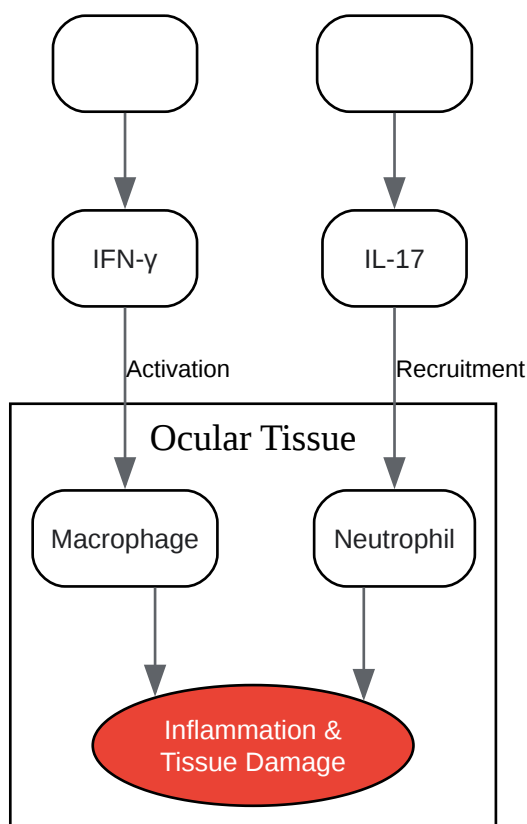 IFN-γ
IL-17
Activation
Recruitment
Ocular Tissue
Macrophage
Neutrophil
Inflammation &
Tissue Damage